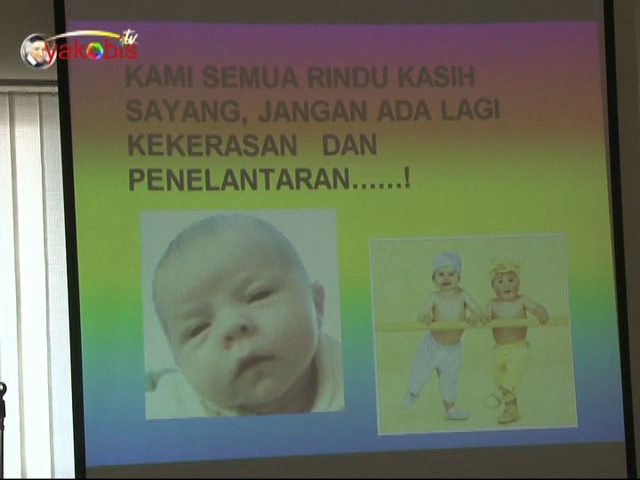 yakobis tv
KAMI SEMUA RINDU KASIH
SAYANG, JANGAN ADA LAGI
KEKERASAN DAN
PENELANTARAN......!